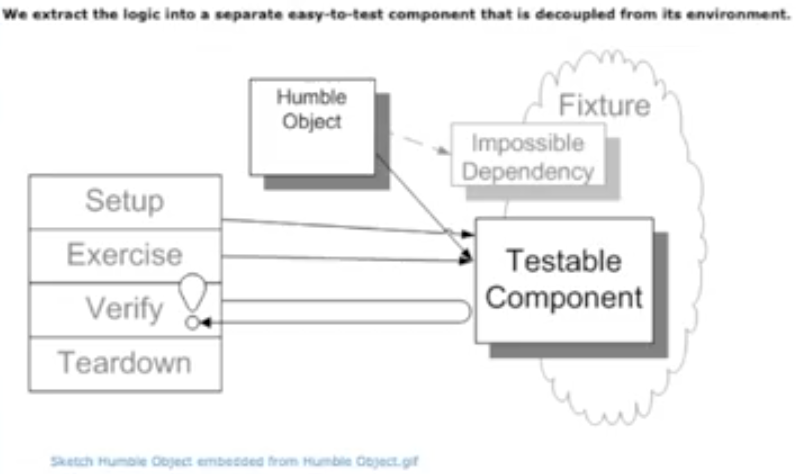 We extract the logic into a separate easy-to-test component that is decoupled from its environment.
Humble
Object
Fixture
Impossible
Dependency
Setup
Exercise
Verify
Teardown
Testable
Component
Sketch Humble Object embedded from Humble Object.gif